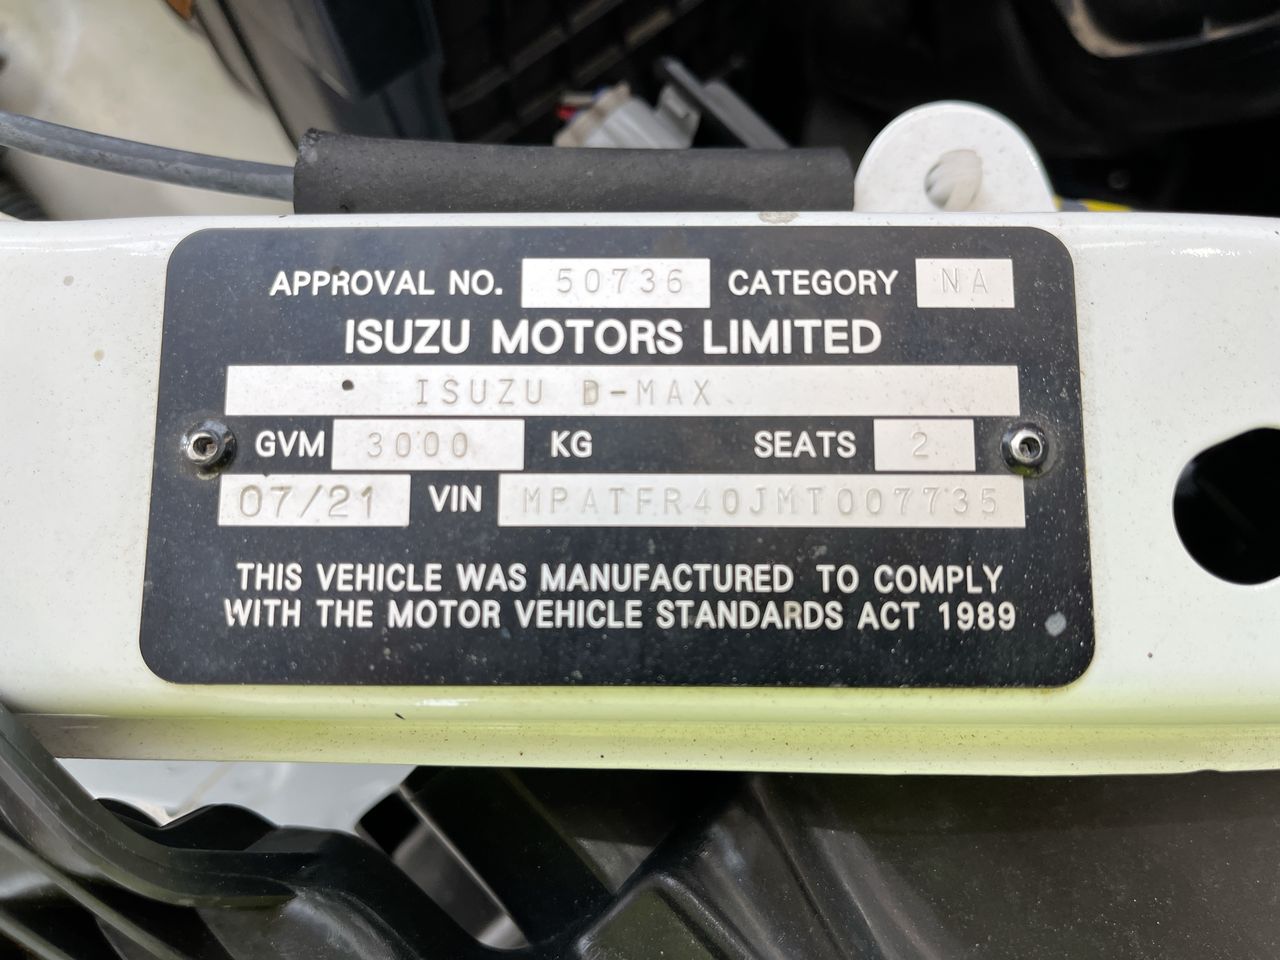 APPROVAL NO. 50736 CATEGORY NA
ISUZU MOTORS LIMITED
ISUZU D-MAX
GVM 3000 KG SEATS 2
07/21 VIN MPATFR40JMT007735
THIS VEHICLE WAS MANUFACTURED TO COMPLY
WITH THE MOTOR VEHICLE STANDARDS ACT 1989